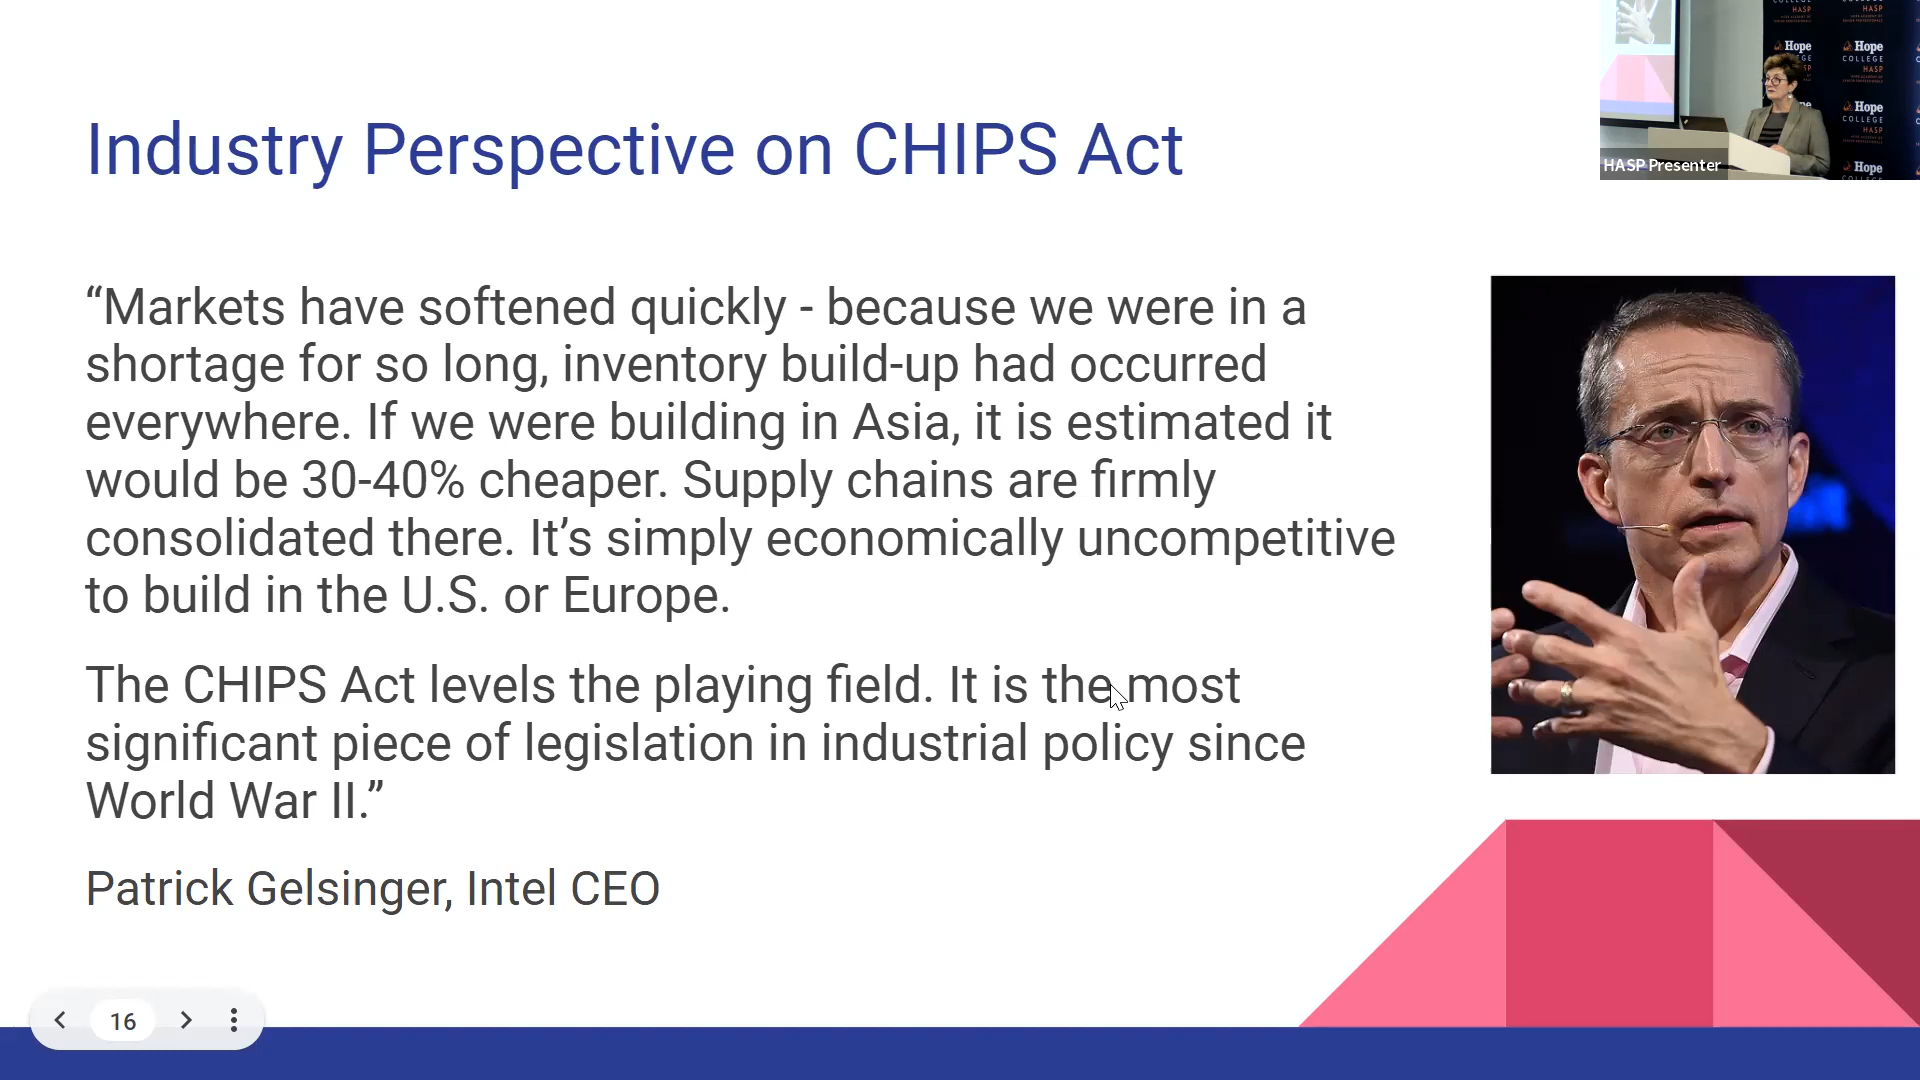 Industry Perspective on CHIPS Act
“Markets have softened quickly - because we were in a
shortage for so long, inventory build-up had occurred
everywhere. If we were building in Asia, it is estimated it
would be 30-40% cheaper. Supply chains are firmly
consolidated there. It’s simply economically uncompetitive
to build in the U.S. or Europe.
The CHIPS Act levels the playing field. It is the most
significant piece of legislation in industrial policy since
World War II.”
Patrick Gelsinger, Intel CEO
16
HASP Presenter
HASP
Hope
Hope
COLLEGE
HASP
Hope
COLLEGE
HASP
Hope